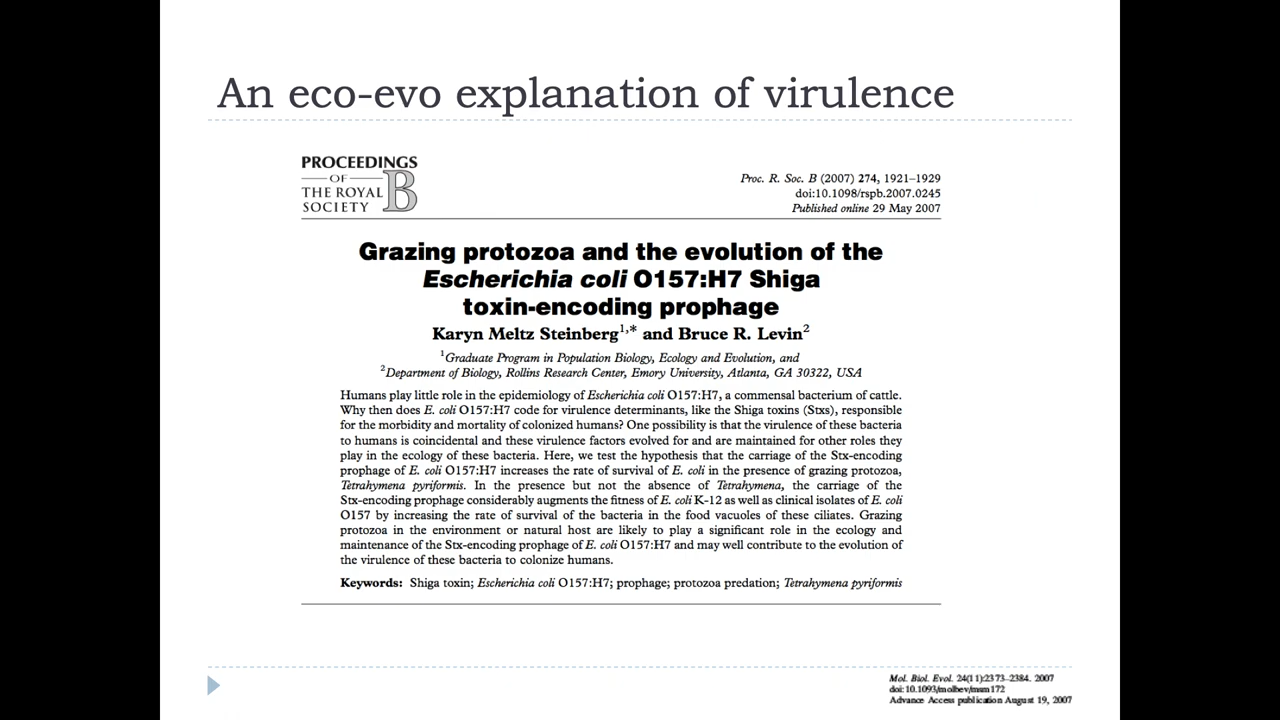 An eco-evo explanation of virulence
PROCEEDINGS
OF
THE ROYAL
SOCIETY
B
Proc. R. Soc. B (2007) 274, 1921–1929
doi:10.1098/rspb.2007.0245
Published online 29 May 2007
Grazing protozoa and the evolution of the
Escherichia coli O157:H7 Shiga
toxin-encoding prophage
Karyn Meltz Steinberg1,* and Bruce R. Levin2
1Graduate Program in Population Biology, Ecology and Evolution, and
2Department of Biology, Rollins Research Center, Emory University, Atlanta, GA 30322, USA
Humans play little role in the epidemiology of Escherichia coli O157:H7, a commensal bacterium of cattle.
Why then does E. coli O157:H7 code for virulence determinants, like the Shiga toxins (Stxs), responsible
for the morbidity and mortality of colonized humans? One possibility is that the virulence of these bacteria
to humans is coincidental and these virulence factors evolved for and are maintained for other roles they
play in the ecology of these bacteria. Here, we test the hypothesis that the carriage of the Stx-encoding
prophage of E. coli O157:H7 increases the rate of survival of E. coli in the presence of grazing protozoa,
Tetrahymena pyriformis. In the presence but not the absence of Tetrahymena, the carriage of the
Stx-encoding prophage considerably augments the fitness of E. coli K-12 as well as clinical isolates of E. coli
O157 by increasing the rate of survival of the bacteria in the food vacuoles of these ciliates. Grazing
protozoa in the environment or natural host are likely to play a significant role in the ecology and
maintenance of the Stx-encoding prophage of E. coli O157:H7 and may well contribute to the evolution of
the virulence of these bacteria to colonize humans.
Keywords: Shiga toxin; Escherichia coli O157:H7; prophage; protozoa predation; Tetrahymena pyriformis
Mol. Biol. Evol. 24(11):2373–2384. 2007
doi:10.1093/molbev/msm172
Advance Access publication August 19, 2007